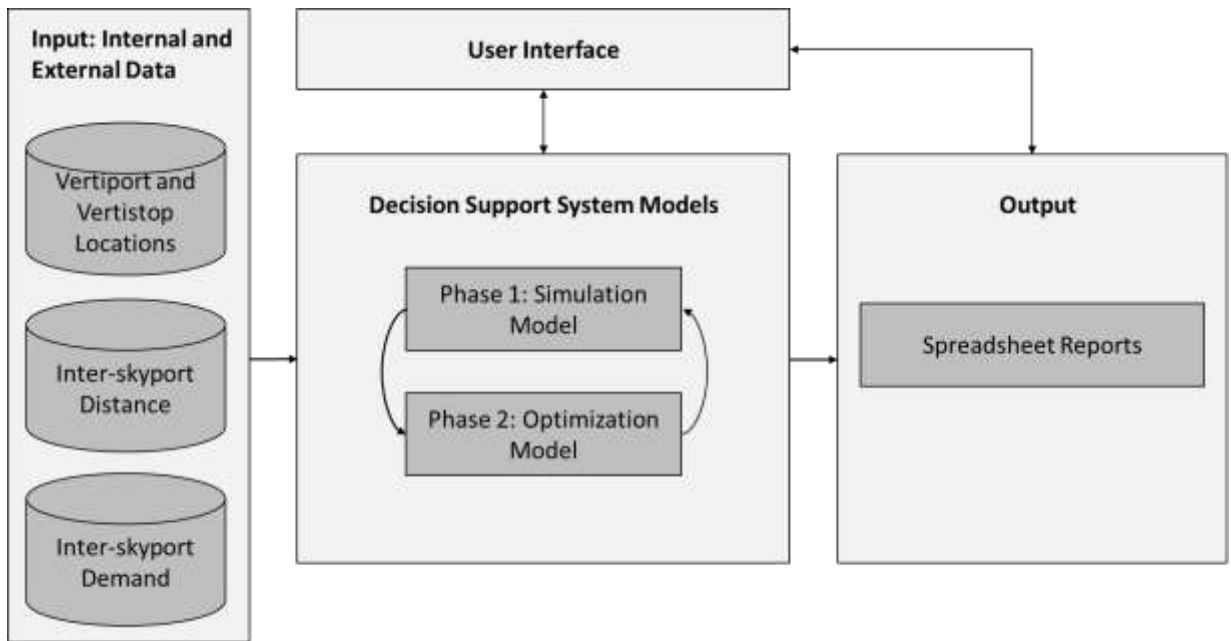 Input: Internal and
External Data
Vertiport and
Vertistop
Locations
Inter-skyport
Distance
Inter-skyport
Demand
User Interface
Decision Support System Models
Phase 1: Simulation
Model
Phase 2: Optimization
Model
Output
Spreadsheet Reports